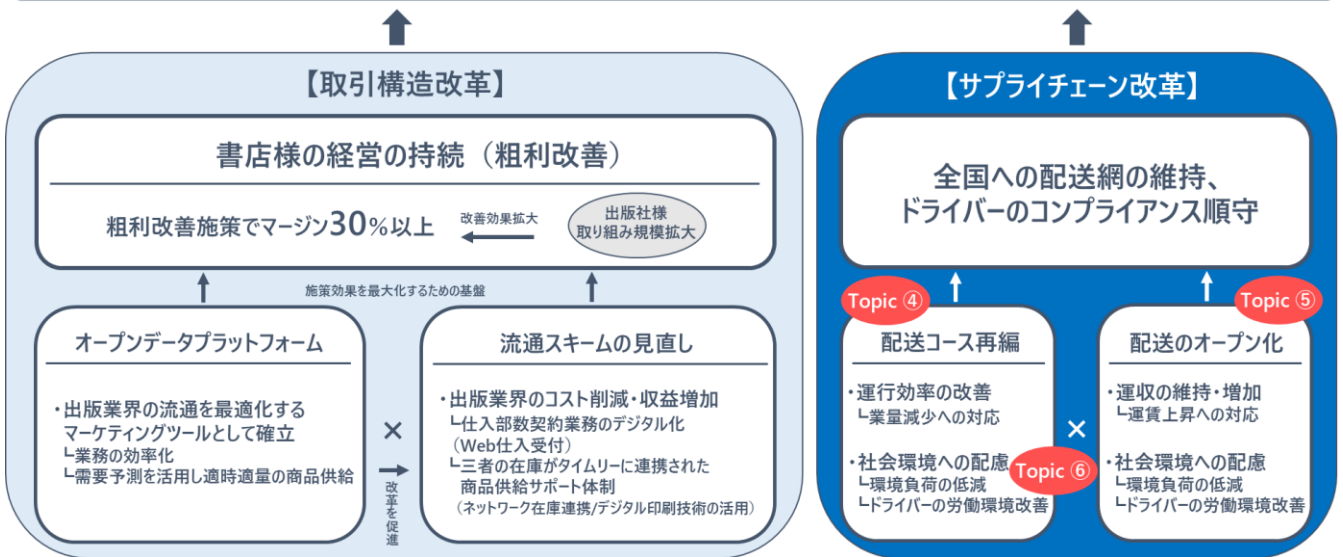 【取引構造改革】
書店様の経営の持続（粗利改善）
粗利改善施策でマージン30%以上
改善効果拡大
出版社様
取り組み規模拡大
施策効果を最大化するための基盤
オープンデータプラットフォーム
・出版業界の流通を最適化する
マーケティングツールとして確立
┗業務の効率化
┗需要予測を活用し適時適量の商品供給
×
改革を促進
流通スキームの見直し
・出版業界のコスト削減・収益増加
┗仕入部数契約業務のデジタル化
（Web仕入受付）
┗三者の在庫がタイムリーに連携された
商品供給サポート体制
（ネットワーク在庫連携/デジタル印刷技術の活用）
【サプライチェーン改革】
全国への配送網の維持、
ドライバーのコンプライアンス順守
Topic ④
配送コース再編
・運行効率の改善
┗業量減少への対応
・社会環境への配慮
┗環境負荷の低減
┗ドライバーの労働環境改善
×
Topic ⑥
Topic ⑤
配送のオープン化
・運収の維持・増加
┗運賃上昇への対応
・社会環境への配慮
┗環境負荷の低減
┗ドライバーの労働環境改善